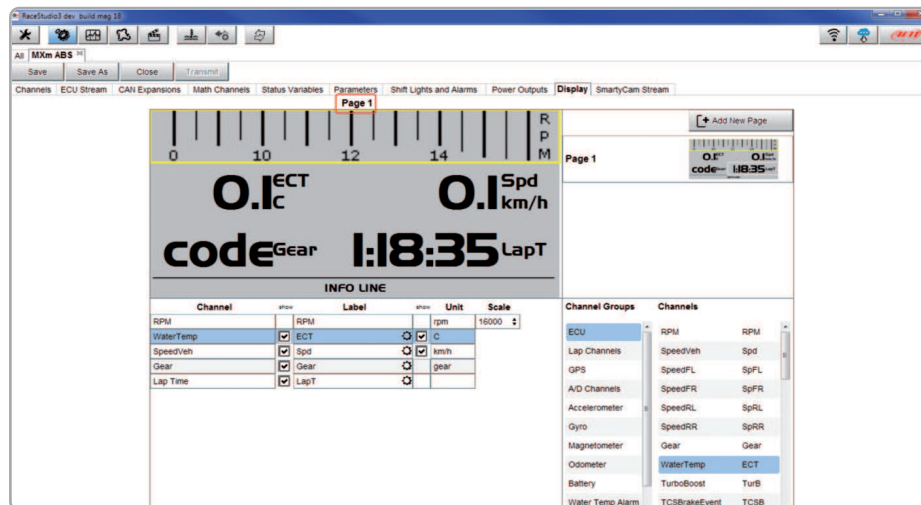 RaceStudio3 dev build mag 18
All MXm ABS
Save Save As Close Transmit
Channels ECU Stream CAN Expansions Math Channels Status Variables Parameters Shift Lights and Alarms Power Outputs Display SmartyCam Stream
Page 1
Add New Page
0 10 12 14 RPM
Page 1
0.1 ECT C 0.1 Spd km/h
code Gear 1:18:35 LapT
INFO LINE
Channel show Label show Unit Scale
RPM RPM rpm 16000
WaterTemp ECT C
SpeedVeh Spd km/h
Gear Gear gear
Lap Time LapT
Channel Groups Channels
ECU RPM RPM
Lap Channels SpeedVeh Spd
GPS SpeedFL SpFL
A/D Channels SpeedFR SpFR
Accelerometer SpeedRL SpRL
Gyro SpeedRR SpRR
Magnetometer Gear Gear
Odometer WaterTemp ECT
Battery TurboBoost TurB
Water Temp Alarm TCSBrakeEvent TCSB